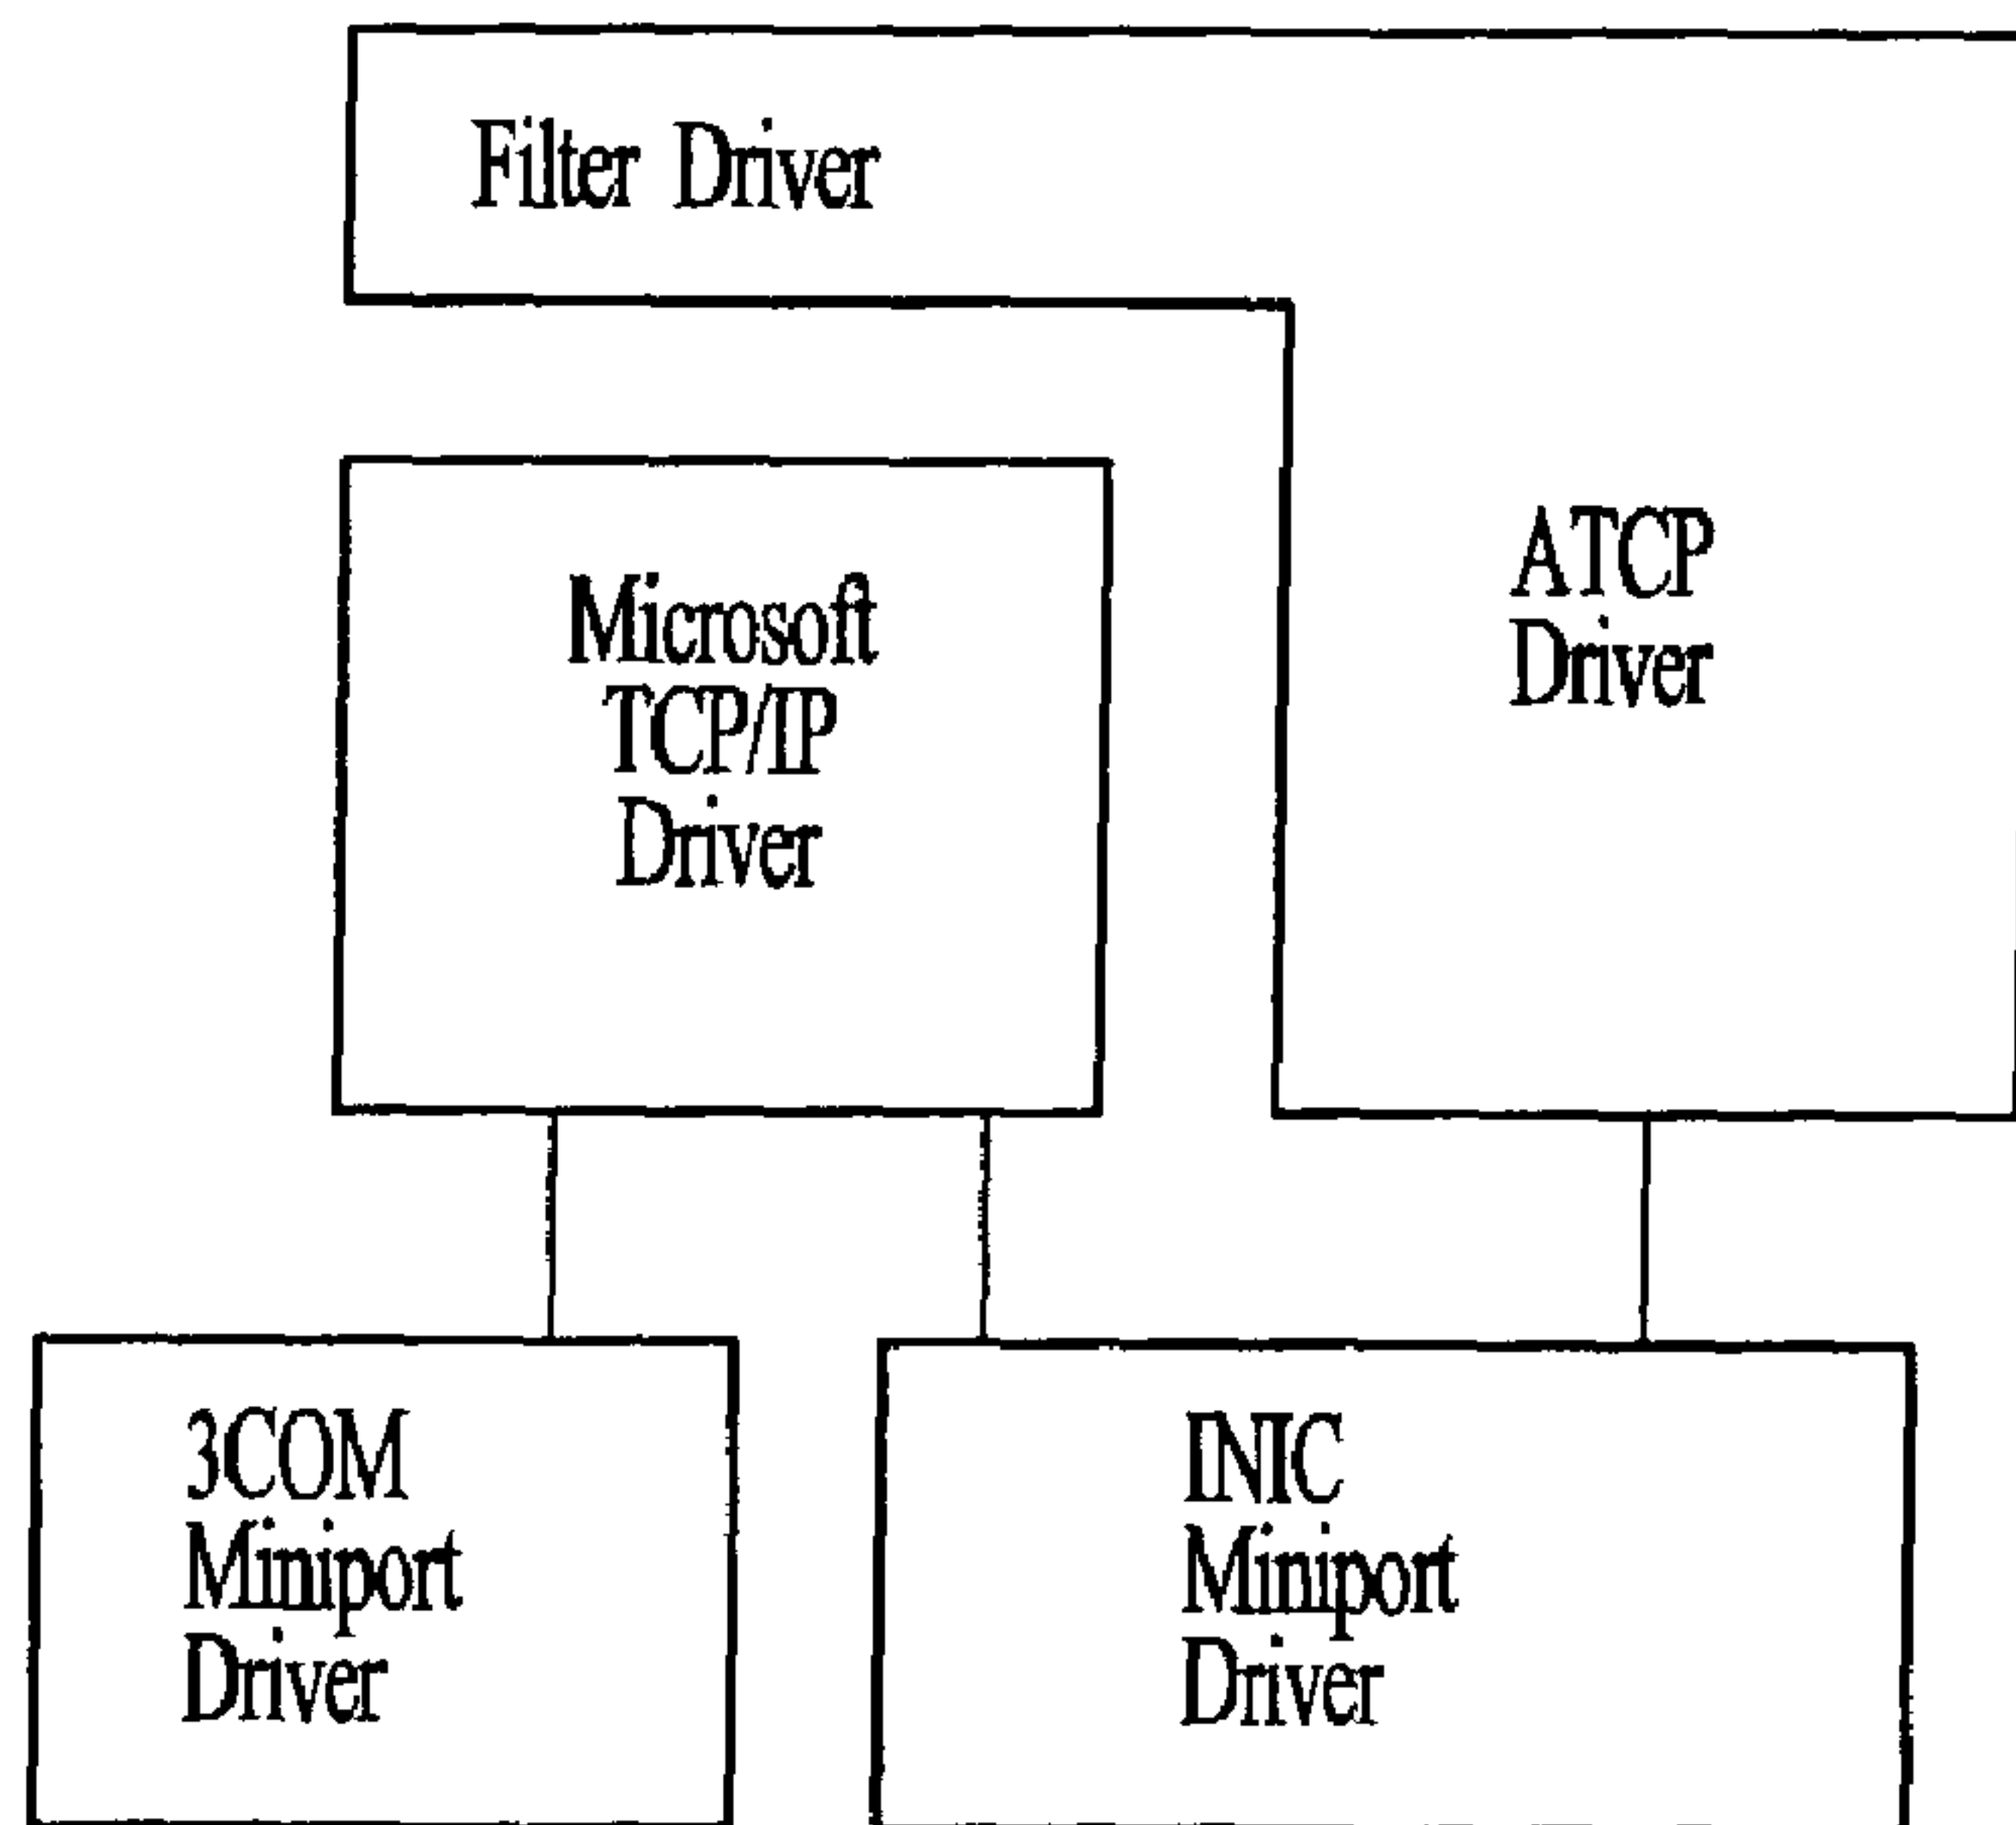 Filter Driver
ATCP
Driver
Microsoft
TCP/IP
Driver
3COM
Miniport
Driver
INIC
Miniport
Driver